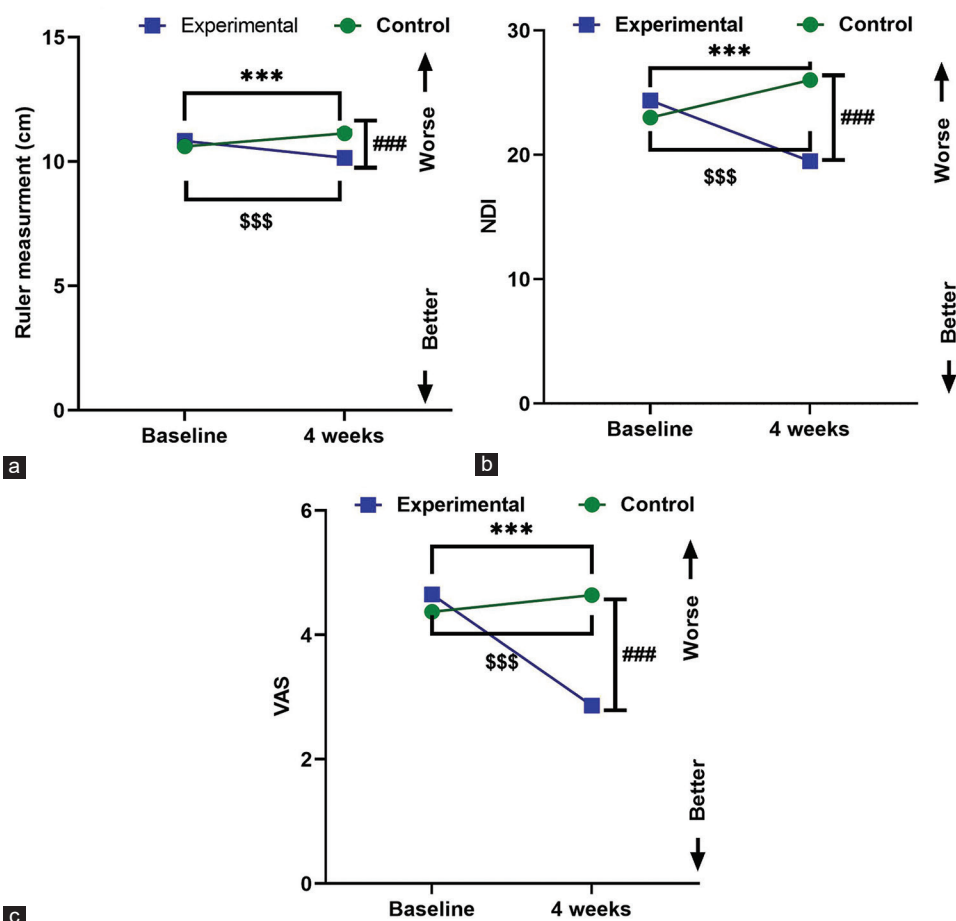 Experimental Control
15
10
5
0
Ruler measurment (cm)
***
###
$$$
Worse
Better
Baseline 4 weeks
a
Experimental Control
30
20
10
0
NDI
***
###
$$$
Worse
Better
Baseline 4 weeks
b
Experimental Control
6
4
2
0
VAS
***
###
$$$
Worse
Better
Baseline 4 weeks
c